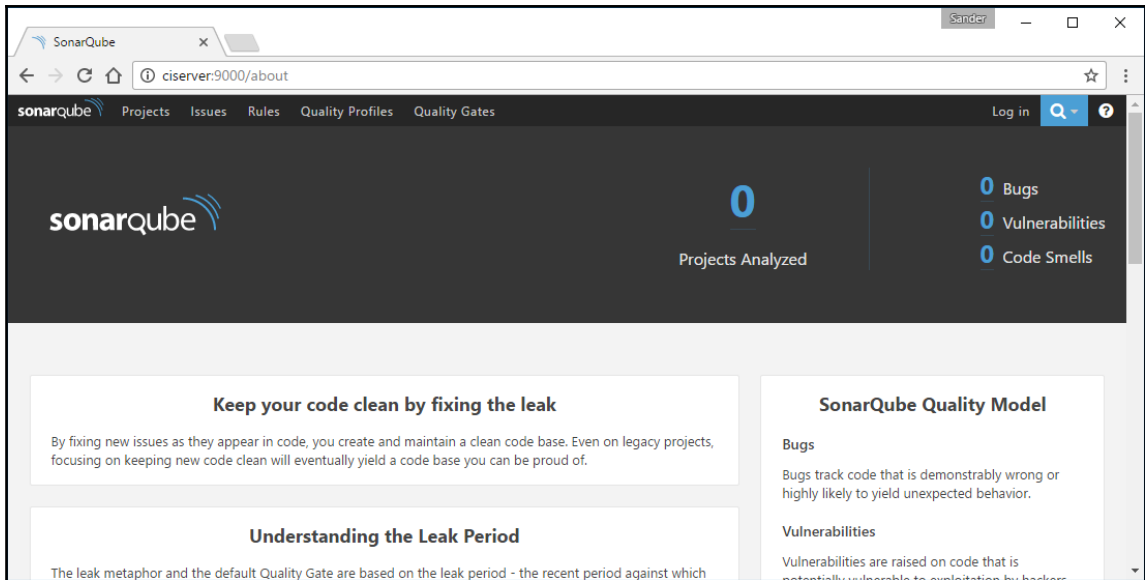 Sander
SonarQube
ciserver:9000/about
sonarqube Projects Issues Rules Quality Profiles Quality Gates Log in
sonarqube
0
Projects Analyzed
0 Bugs
0 Vulnerabilities
0 Code Smells
Keep your code clean by fixing the leak
By fixing new issues as they appear in code, you create and maintain a clean code base. Even on legacy projects,
focusing on keeping new code clean will eventually yield a code base you can be proud of.
Understanding the Leak Period
The leak metaphor and the default Quality Gate are based on the leak period - the recent period against which
SonarQube Quality Model
Bugs
Bugs track code that is demonstrably wrong or
highly likely to yield unexpected behavior.
Vulnerabilities
Vulnerabilities are raised on code that is
potentially vulnerable to exploitation by hackers